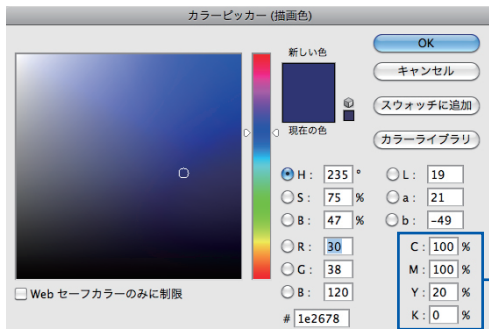 カラーピッカー (描画色)
新しい色
現在の色
OK
キャンセル
スウォッチに追加
カラーライブラリ
H : 235 °
S : 75 %
B : 47 %
R : 30
G : 38
B : 120
# 1e2678
L : 19
a : 21
b : -49
C : 100 %
M : 100 %
Y : 20 %
K : 0 %
Web セーフカラーのみに制限